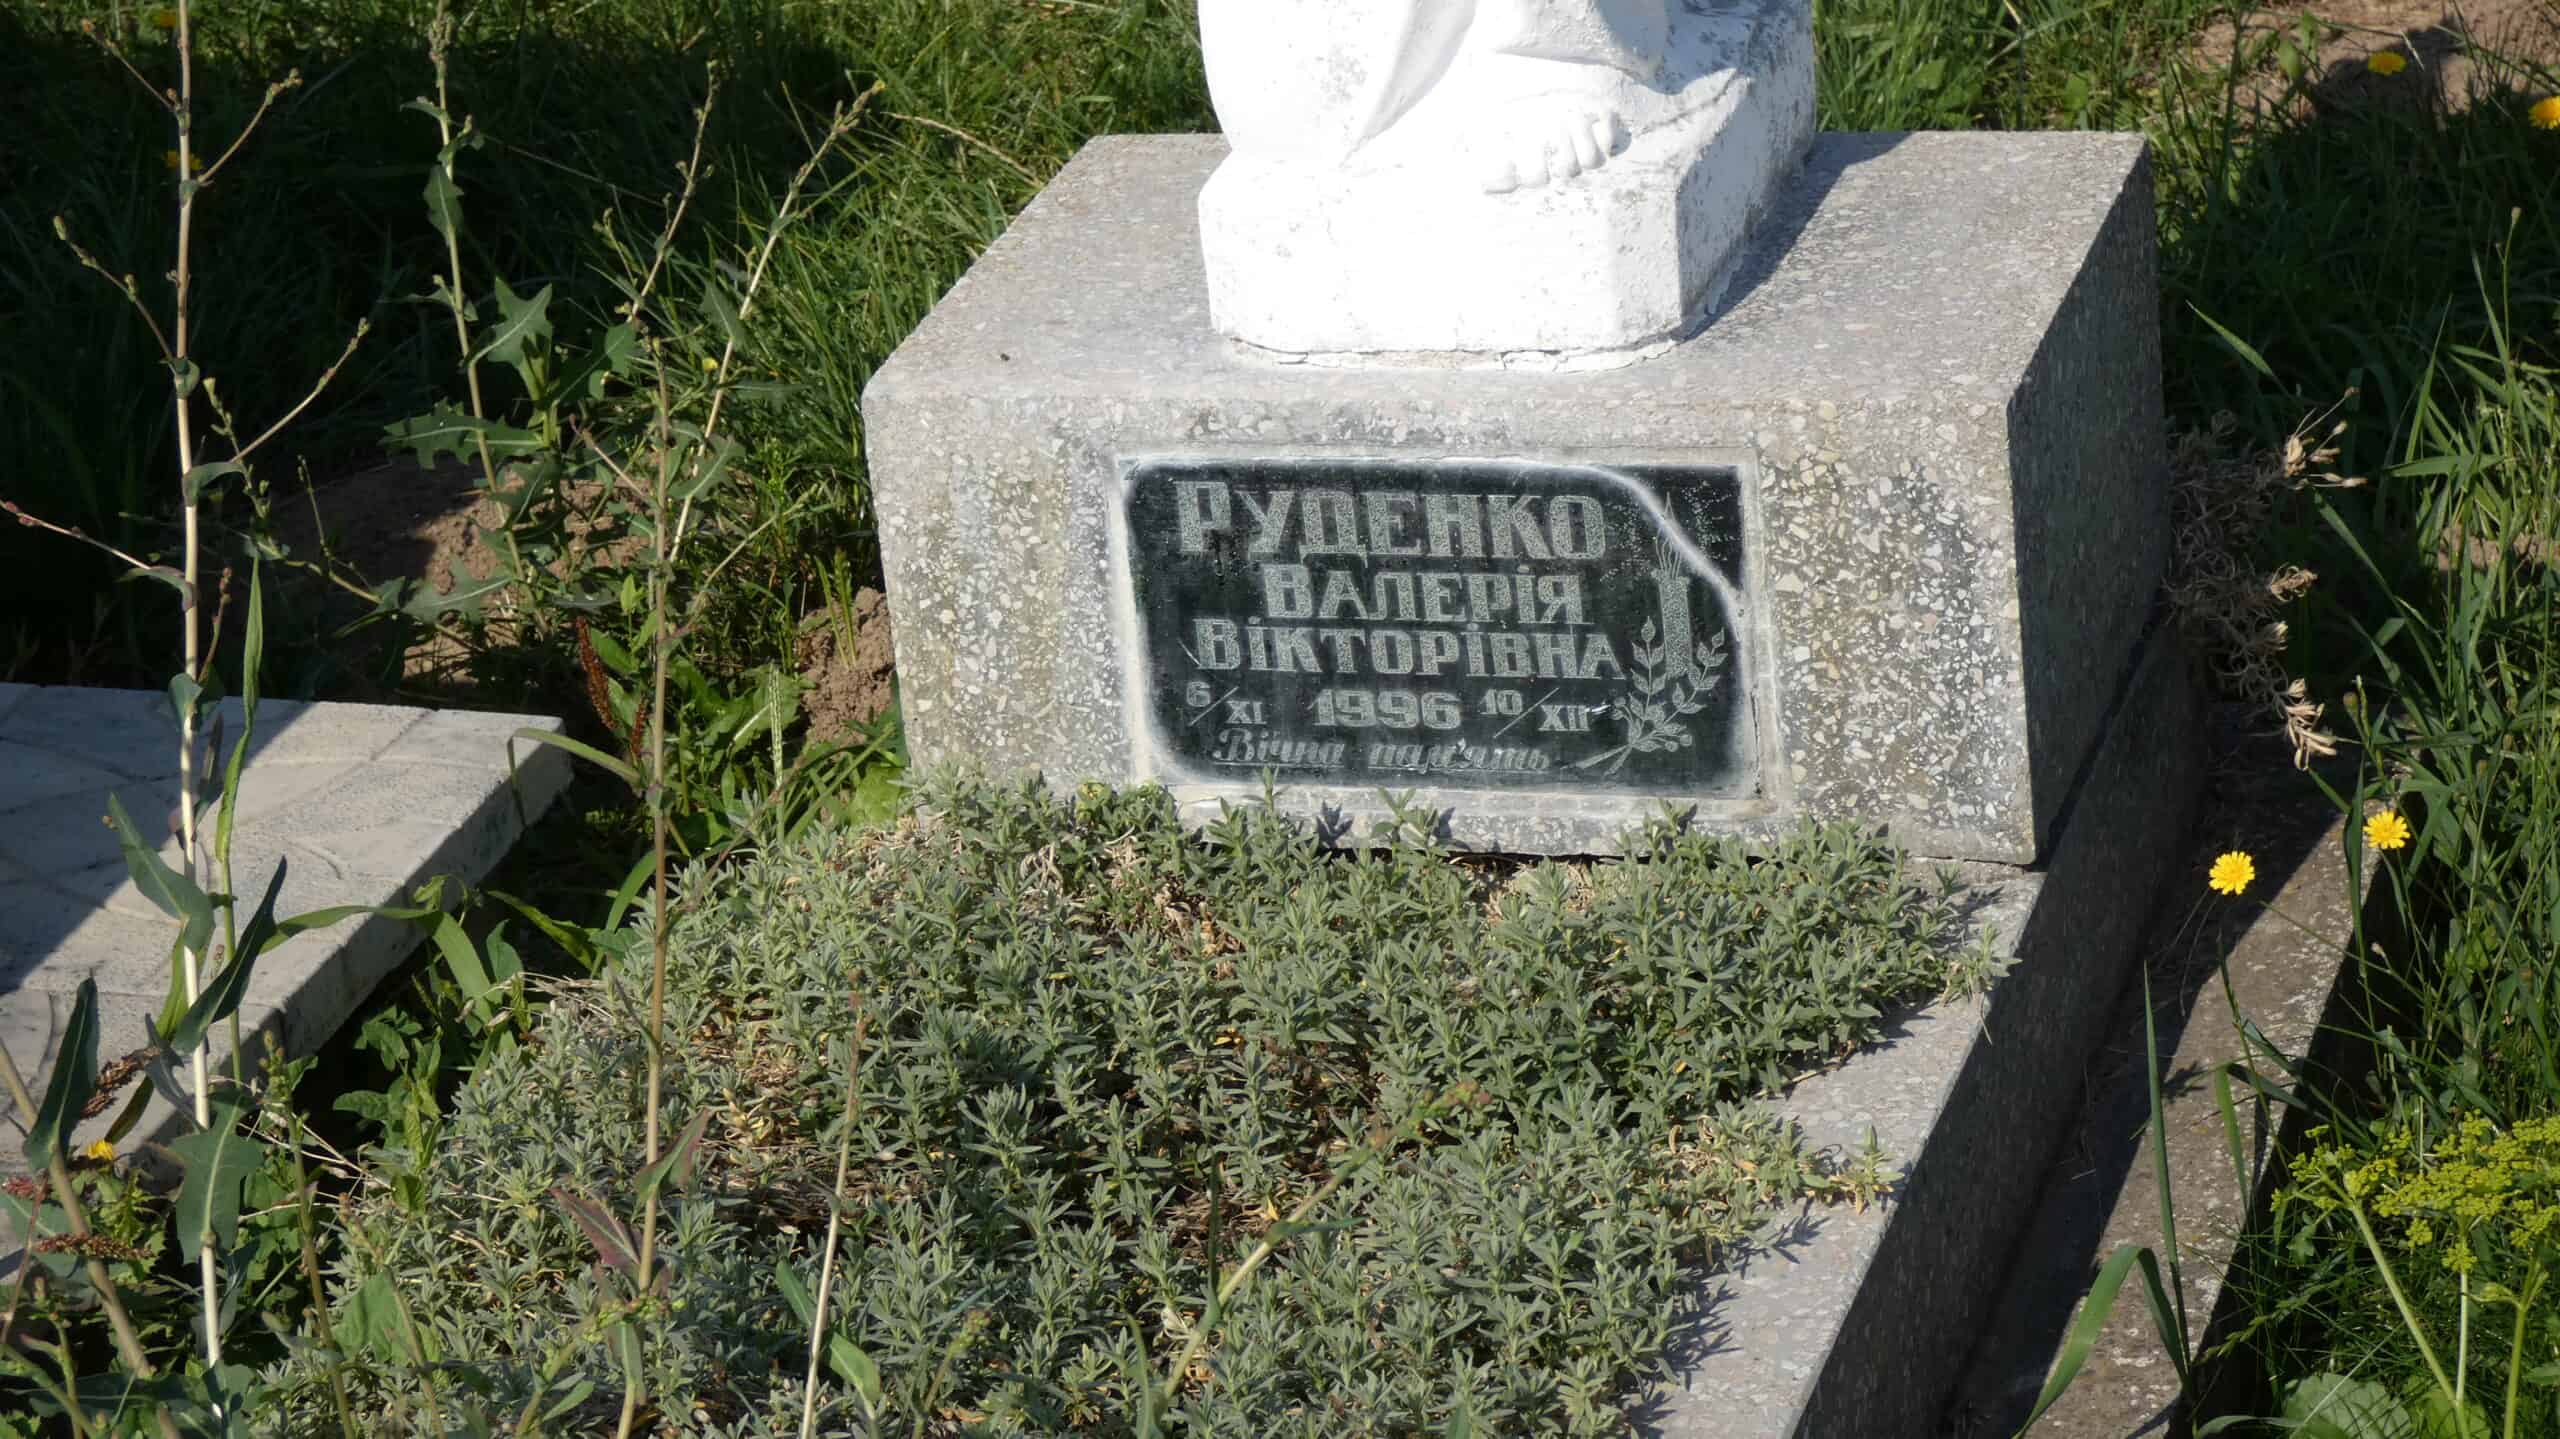 РУДЕНКО
ВАЛЕРІЯ
ВІКТОРІВНА
6/XI 1996 10/XII
Вічна пам'ять